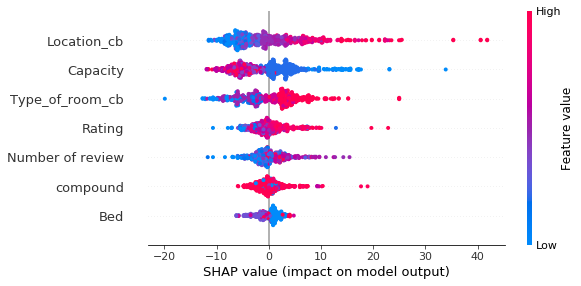 High
Location_cb
Capacity
Type_of_room_cb
Rating
Number of review
compound
Bed
Low
Feature value
−20 −10 0 10 20 30 40
SHAP value (impact on model output)